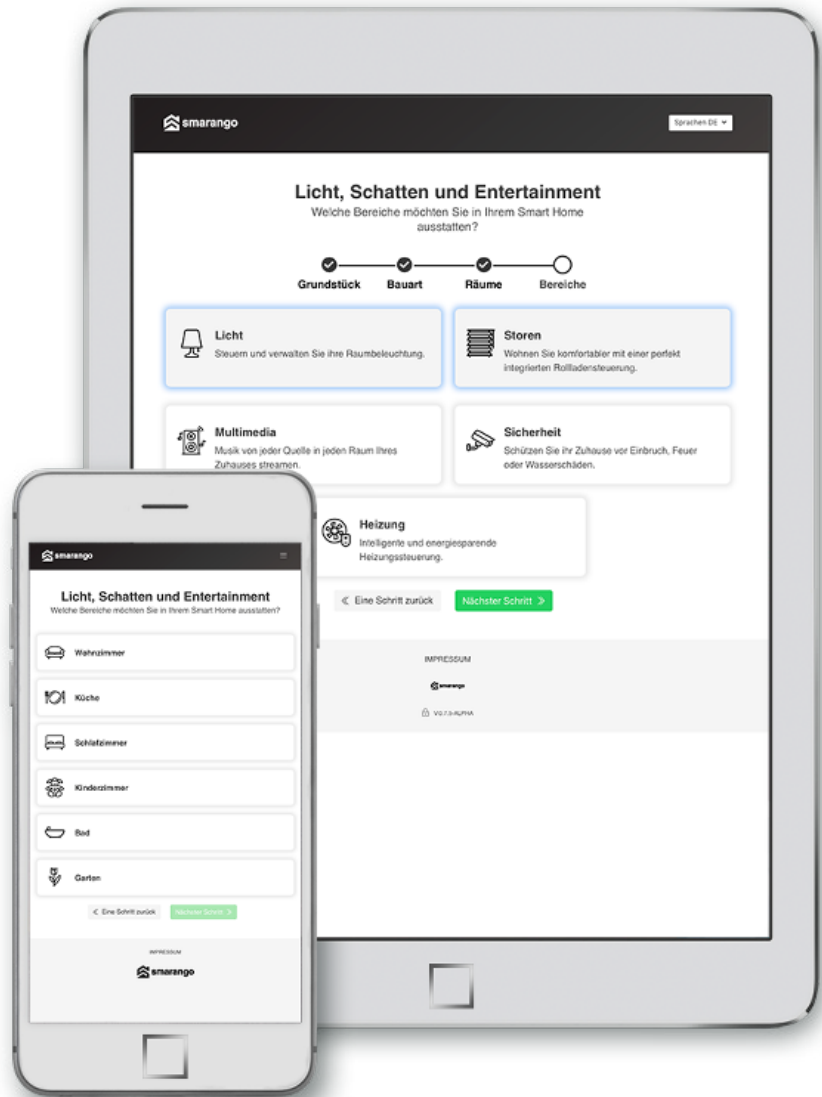 smarango
Sprachen DE
Licht, Schatten und Entertainment
Welche Bereiche möchten Sie in Ihrem Smart Home
ausstatten?
Grundstück Bauart Räume Bereiche
Licht
Steuern und verwalten Sie ihre Raumbeleuchtung.
Storen
Wohnen Sie komfortabler mit einer perfekt
integrierten Rollladensteuerung.
Multimedia
Musik von jeder Quelle in jeden Raum Ihres
Zuhauses streamen.
Sicherheit
Schützen Sie ihr Zuhause vor Einbruch, Feuer
oder Wasserschäden.
Heizung
Intelligente und energiesparende
Heizungssteuerung.
Eine Schritt zurück
Nächster Schritt
IMPRESSUM
smarango
V0.7.5-ALPHA
smarango
Licht, Schatten und Entertainment
Welche Bereiche möchten Sie in Ihrem Smart Home ausstatten?
Wohnzimmer
Küche
Schlafzimmer
Kinderzimmer
Bad
Garten
Eine Schritt zurück
Nächster Schritt
IMPRESSUM
smarango